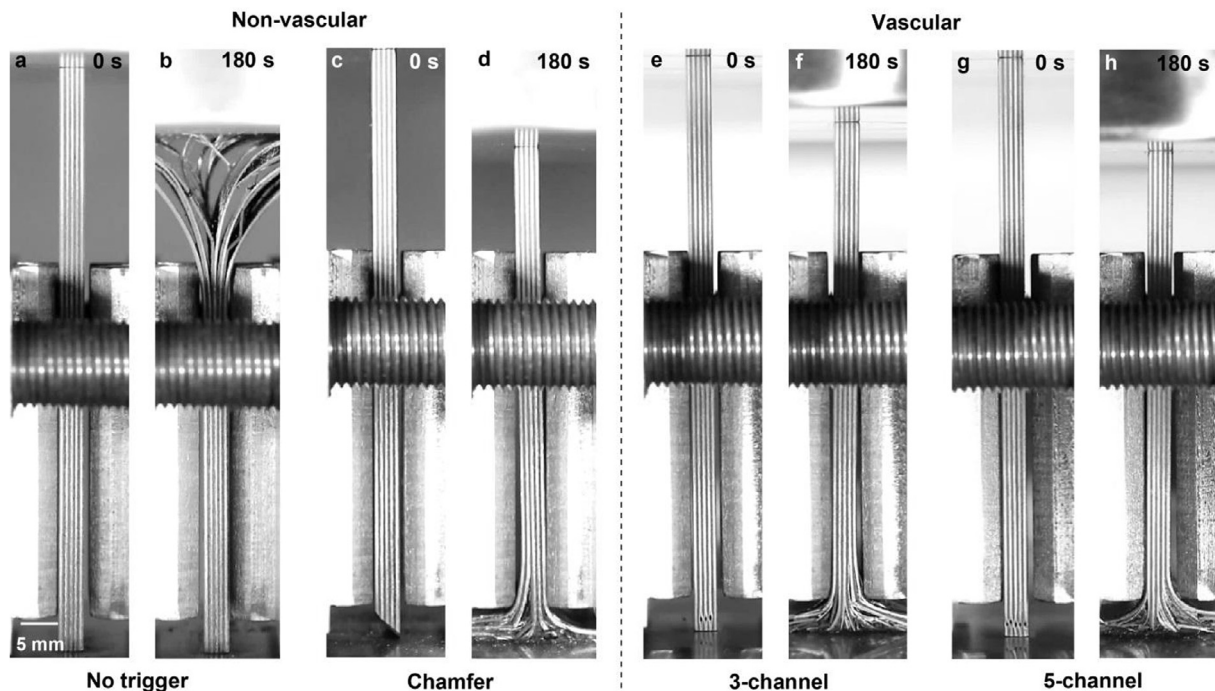 Non-vascular
Vascular
a 0 s
b 180 s
c 0 s
d 180 s
e 0 s
f 180 s
g 0 s
h 180 s
5 mm
No trigger
Chamfer
3-channel
5-channel